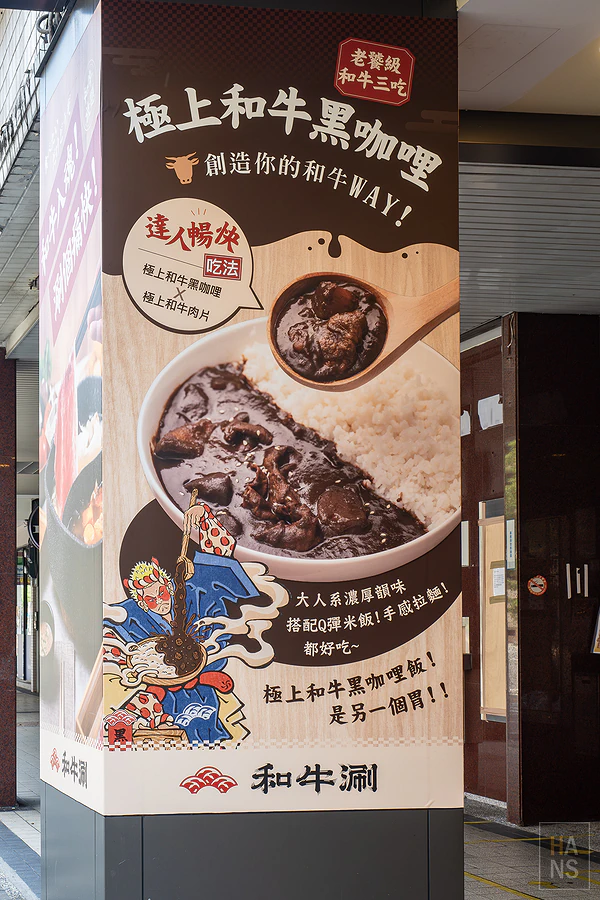 老饕級
和牛三吃
極上和牛黑咖哩
創造你的和牛WAY!
達人暢快
吃法
極上和牛黑咖哩
X
極上和牛肉片
大人系濃厚韻味
搭配Q彈米飯!手感拉麵!
都好吃~
極上和牛黑咖哩飯!
是另一個胃!!
黑
和牛涮
和牛涮
HANS